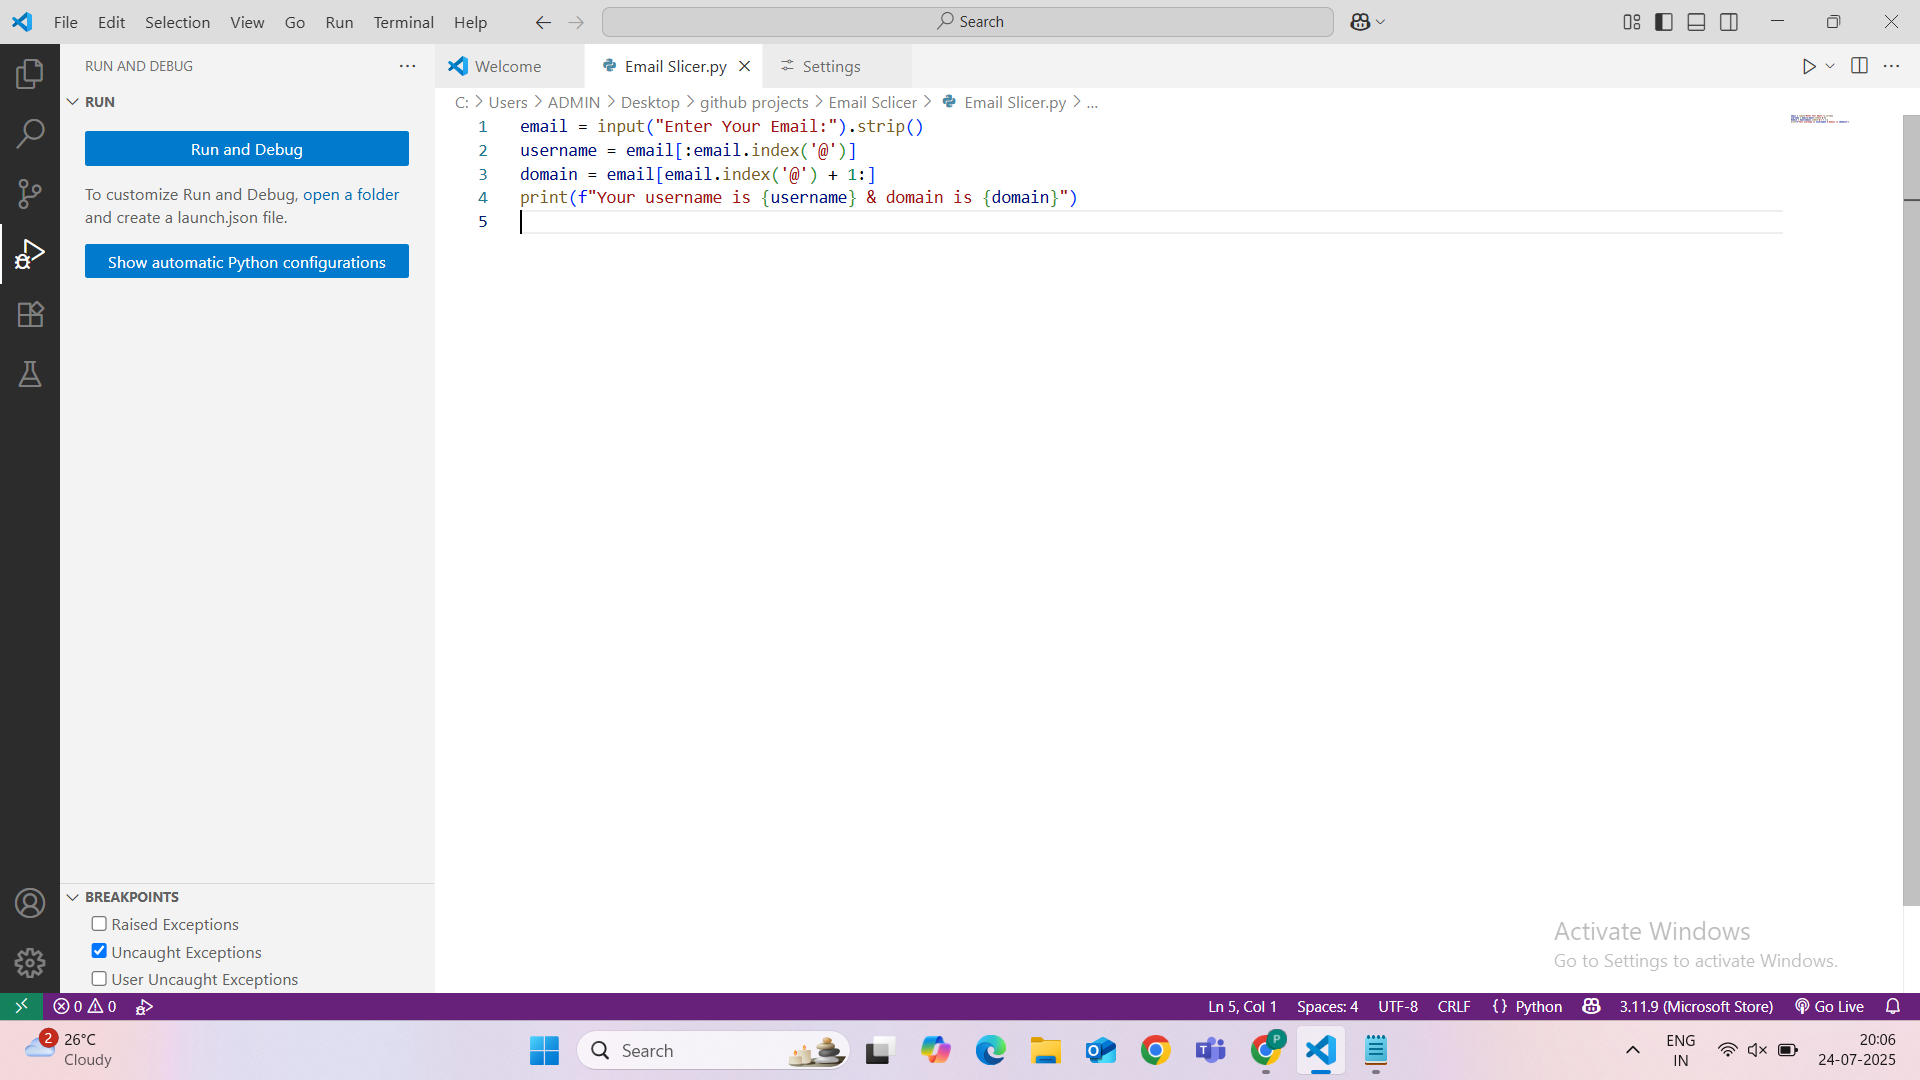 File Edit Selection View Go Run Terminal Help
Search
RUN AND DEBUG
Welcome
Email Slicer.py
Settings
RUN
C: Users ADMIN Desktop github projects Email Sclicer Email Slicer.py ...
Run and Debug
To customize Run and Debug, open a folder
and create a launch.json file.
Show automatic Python configurations
1 email = input("Enter Your Email:").strip()
2 username = email[:email.index('@')]
3 domain = email[email.index('@') + 1:]
4 print(f"Your username is {username} & domain is {domain}")
5
BREAKPOINTS
Raised Exceptions
Uncaught Exceptions
User Uncaught Exceptions
Activate Windows
Go to Settings to activate Windows.
0 0
Ln 5, Col 1 Spaces: 4 UTF-8 CRLF {} Python 3.11.9 (Microsoft Store) Go Live
2
26°C
Cloudy
Search
P
ENG
IN
20:06
24-07-2025